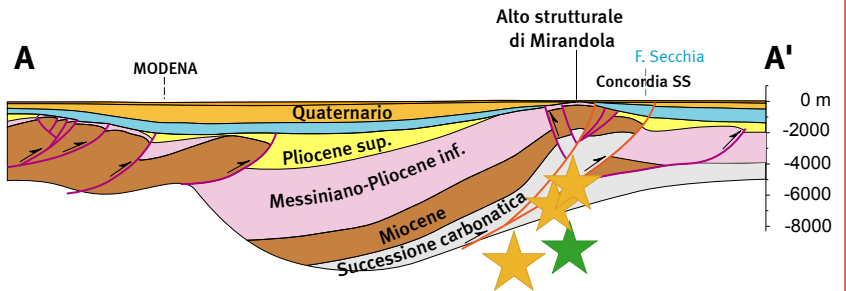 Alto strutturale
di Mirandola
A
MODENA
F. Secchia
Concordia SS
A'
0 m
-2000
-4000
-6000
-8000
Quaternario
Pliocene sup.
Messiniano-Pliocene inf.
Miocene
Successione carbonatica